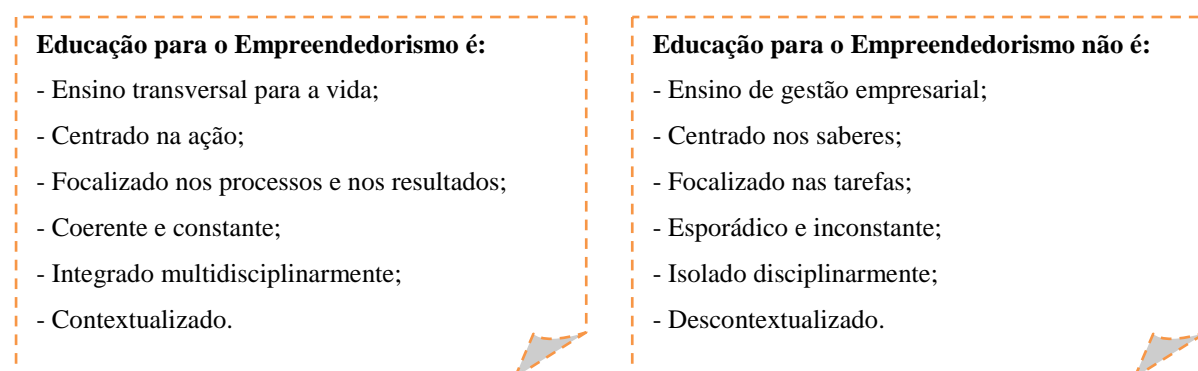 Educação para o Empreendedorismo é:
- Ensino transversal para a vida;
- Centrado na ação;
- Focalizado nos processos e nos resultados;
- Coerente e constante;
- Integrado multidisciplinarmente;
- Contextualizado.
Educação para o Empreendedorismo não é:
- Ensino de gestão empresarial;
- Centrado nos saberes;
- Focalizado nas tarefas;
- Esporádico e inconstante;
- Isolado disciplinarmente;
- Descontextualizado.